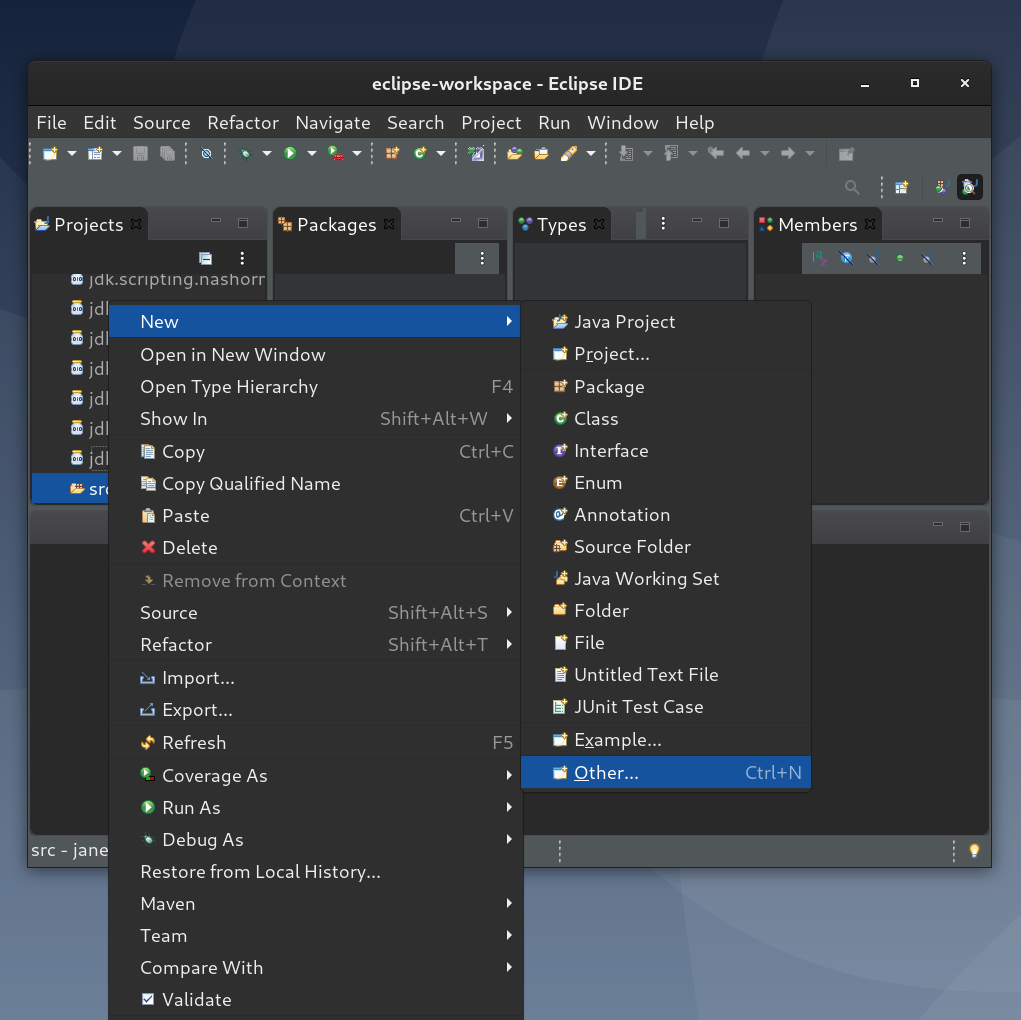 eclipse-workspace - Eclipse IDE
File Edit Source Refactor Navigate Search Project Run Window Help
Projects Packages Types Members
jdk.scripting.nashorr
jdl
jdl
jdl
jdl
jdl
jdl
src
New
Open in New Window
Open Type Hierarchy F4
Show In Shift+Alt+W
Copy Ctrl+C
Copy Qualified Name
Paste Ctrl+V
Delete
Remove from Context
Source Shift+Alt+S
Refactor Shift+Alt+T
Import...
Export...
Refresh F5
Coverage As
Run As
Debug As
Restore from Local History...
Maven
Team
Compare With
Validate
Java Project
Project...
Package
Class
Interface
Enum
Annotation
Source Folder
Java Working Set
Folder
File
Untitled Text File
JUnit Test Case
Example...
Other... Ctrl+N
src - jane